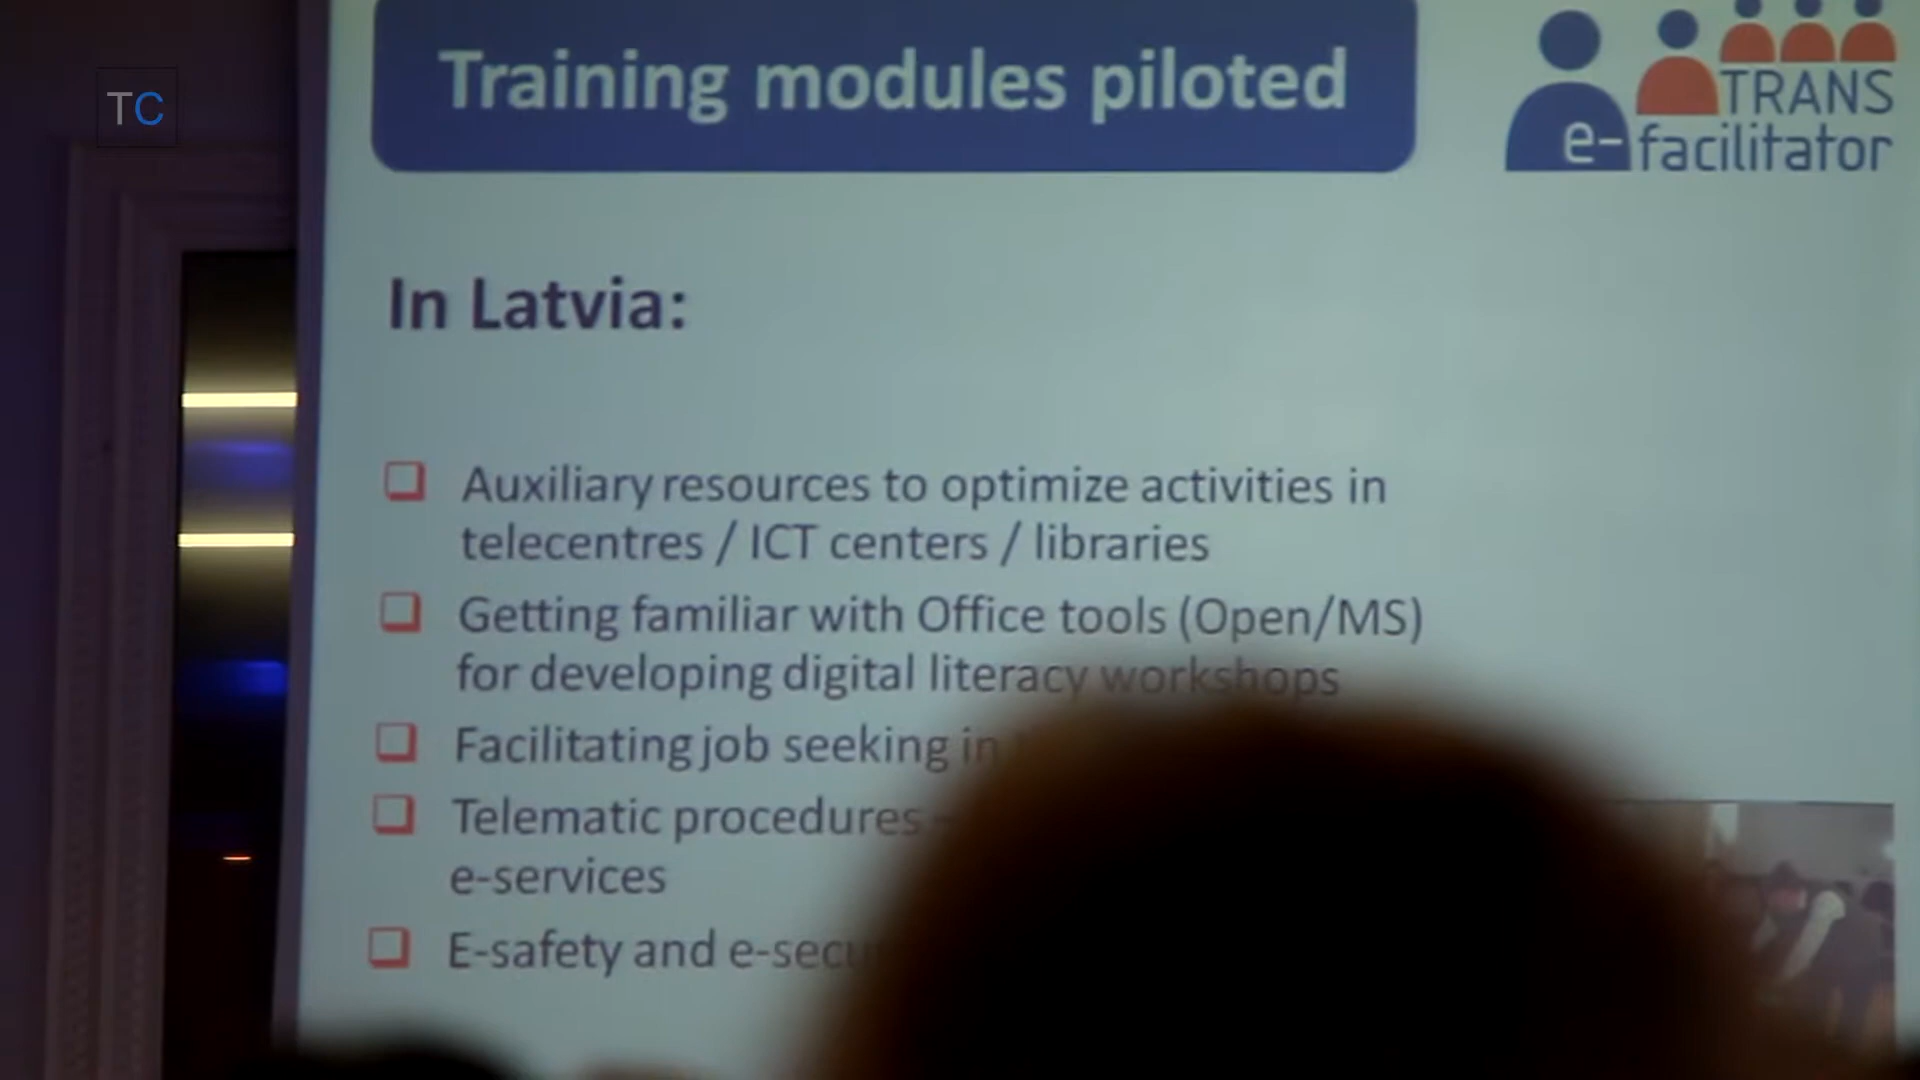 TC
Training modules piloted
TRANS
e-facilitator
In Latvia:
Auxiliary resources to optimize activities in
telecentres / ICT centers / libraries
Getting familiar with Office tools (Open/MS)
for developing digital literacy workshops
Facilitating job seeking in
Telematic procedures -
e-services
E-safety and